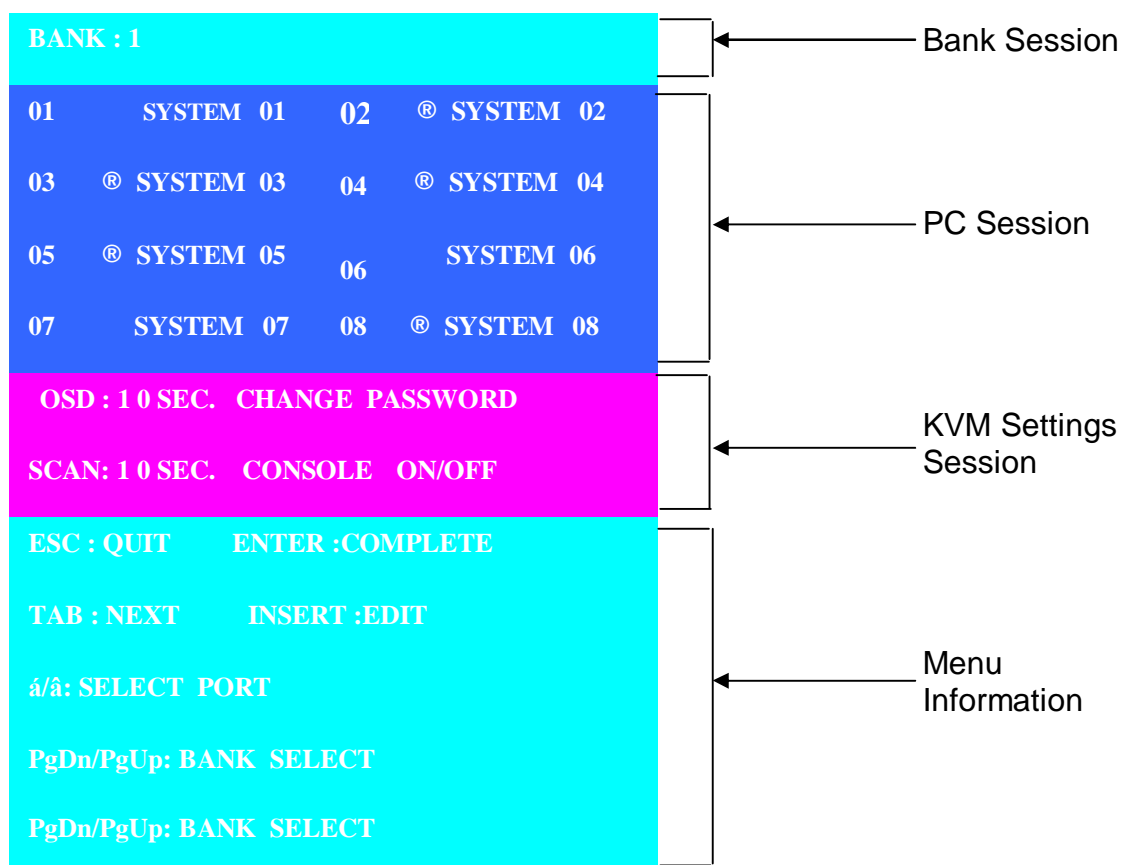 BANK : 1
Bank Session
01 SYSTEM 01 02 ® SYSTEM 02
03 ® SYSTEM 03 04 ® SYSTEM 04
PC Session
05 ® SYSTEM 05 06 SYSTEM 06
07 SYSTEM 07 08 ® SYSTEM 08
OSD : 1 0 SEC. CHANGE PASSWORD
SCAN: 1 0 SEC. CONSOLE ON/OFF
KVM Settings
Session
ESC : QUIT ENTER :COMPLETE
TAB : NEXT INSERT :EDIT
á/â: SELECT PORT
PgDn/PgUp: BANK SELECT
PgDn/PgUp: BANK SELECT
Menu
Information